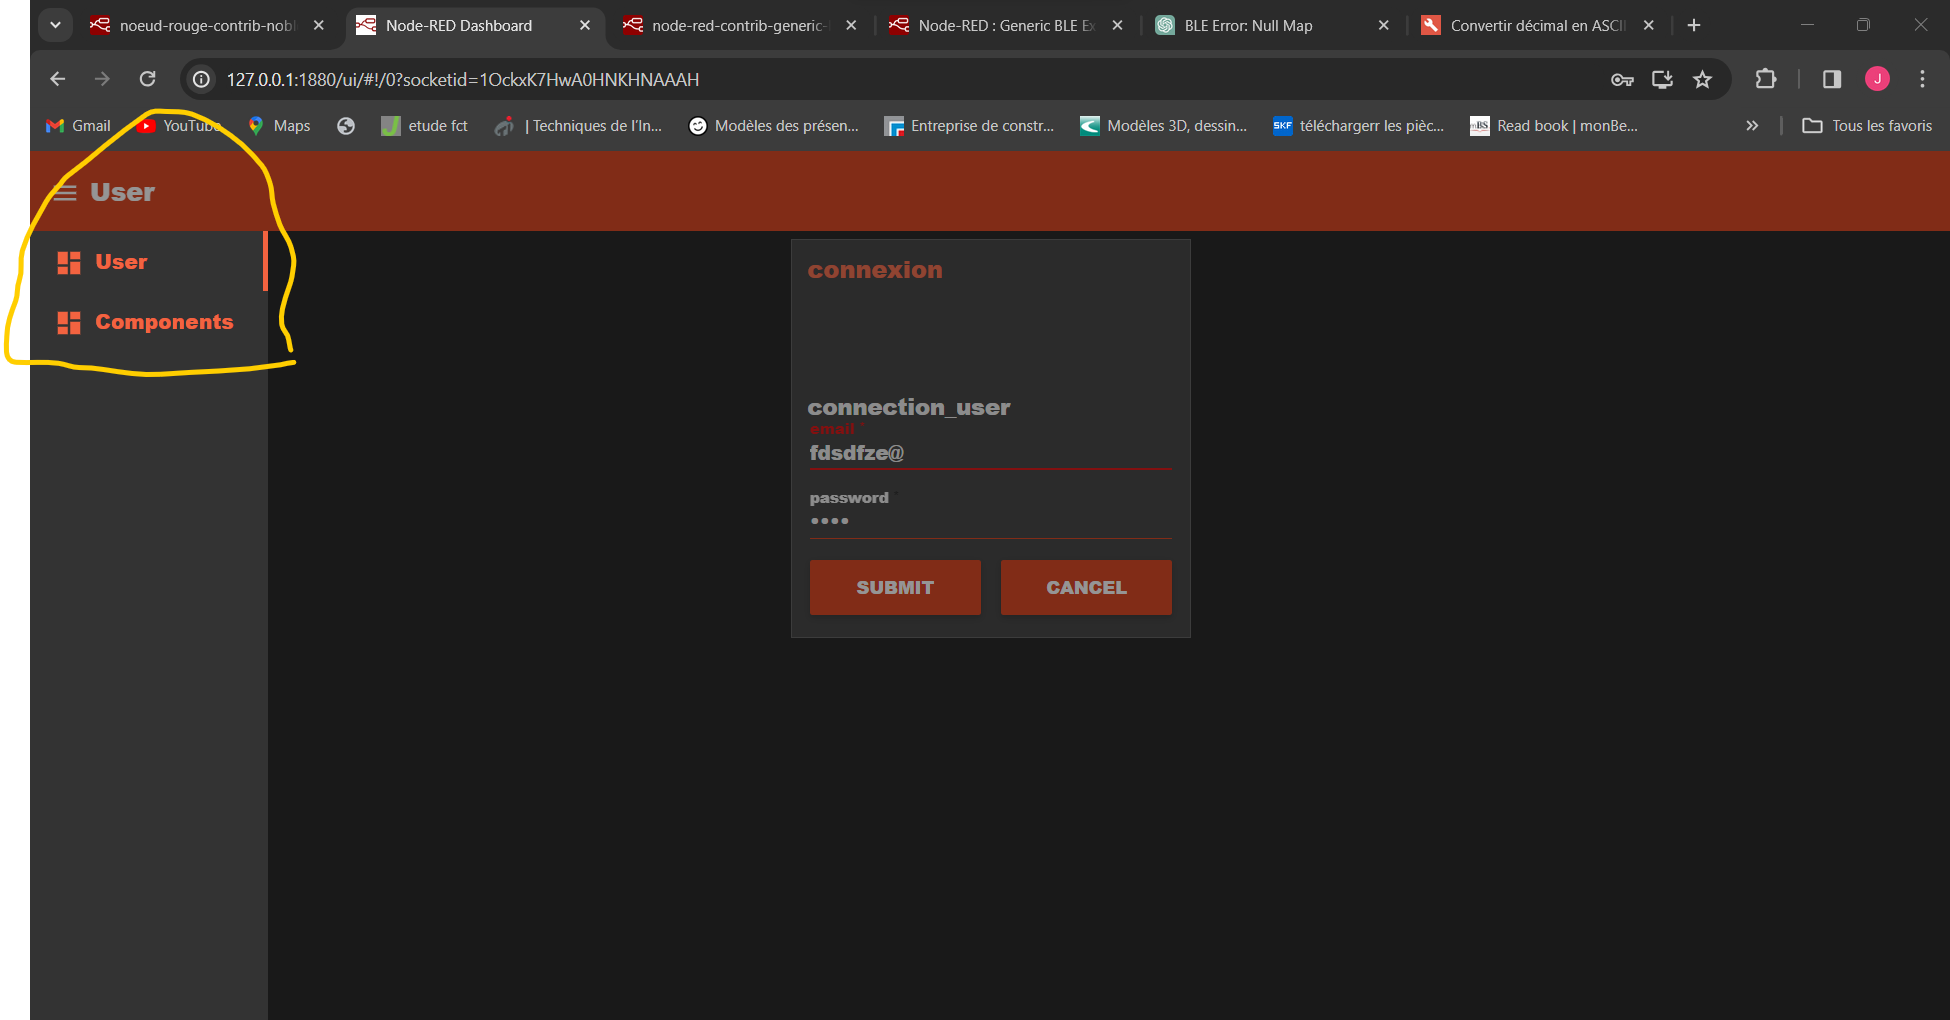 noeud-rouge-contrib-nobl
Node-RED Dashboard
node-red-contrib-generic-
Node-RED : Generic BLE Ex
BLE Error: Null Map
Convertir décimal en ASCII
127.0.0.1:1880/ui/#!/0?socketid=1OckxK7HwA0HNKHNAAAH
J
Gmail
YouTube
Maps
etude fct
| Techniques de l'In...
Modèles des présen...
Entreprise de constr...
Modèles 3D, dessin...
SKF
téléchargerr les pièc...
mBS
Read book | monBe...
Tous les favoris
User
User
Components
connexion
connection_user
email *
fdsdfze@
password *
SUBMIT
CANCEL